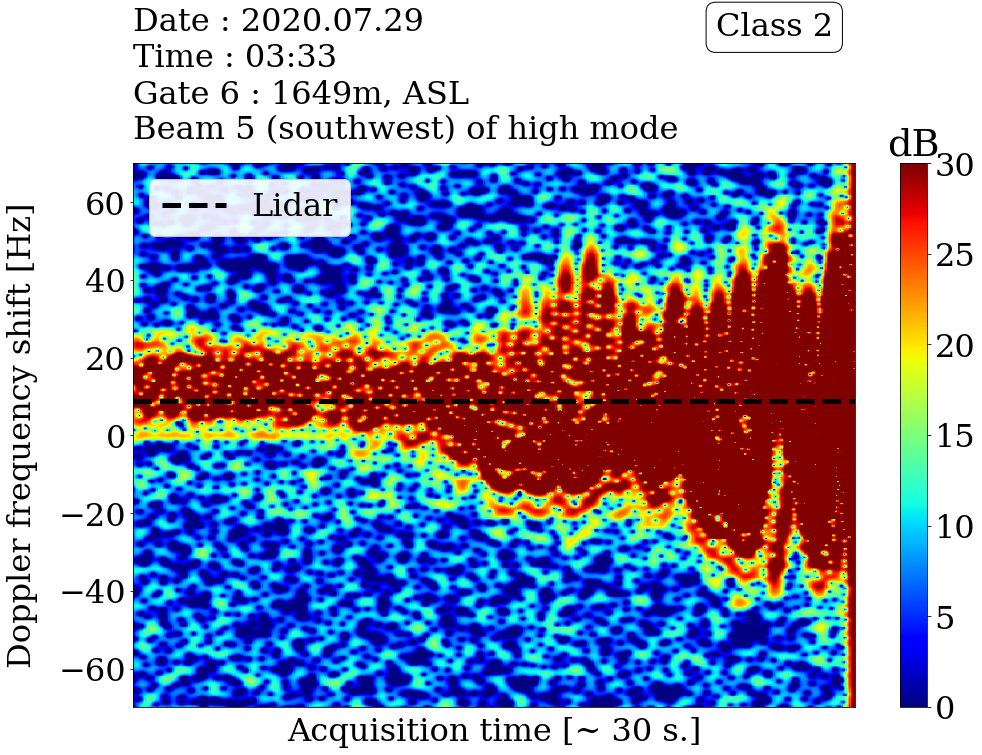 Date : 2020.07.29
Class 2
Time : 03:33
Gate 6 : 1649m, ASL
Beam 5 (southwest) of high mode
dB
Lidar
Doppler frequency shift [Hz]
60
40
20
0
−20
−40
−60
30
25
20
15
10
5
0
Acquisition time [~ 30 s.]